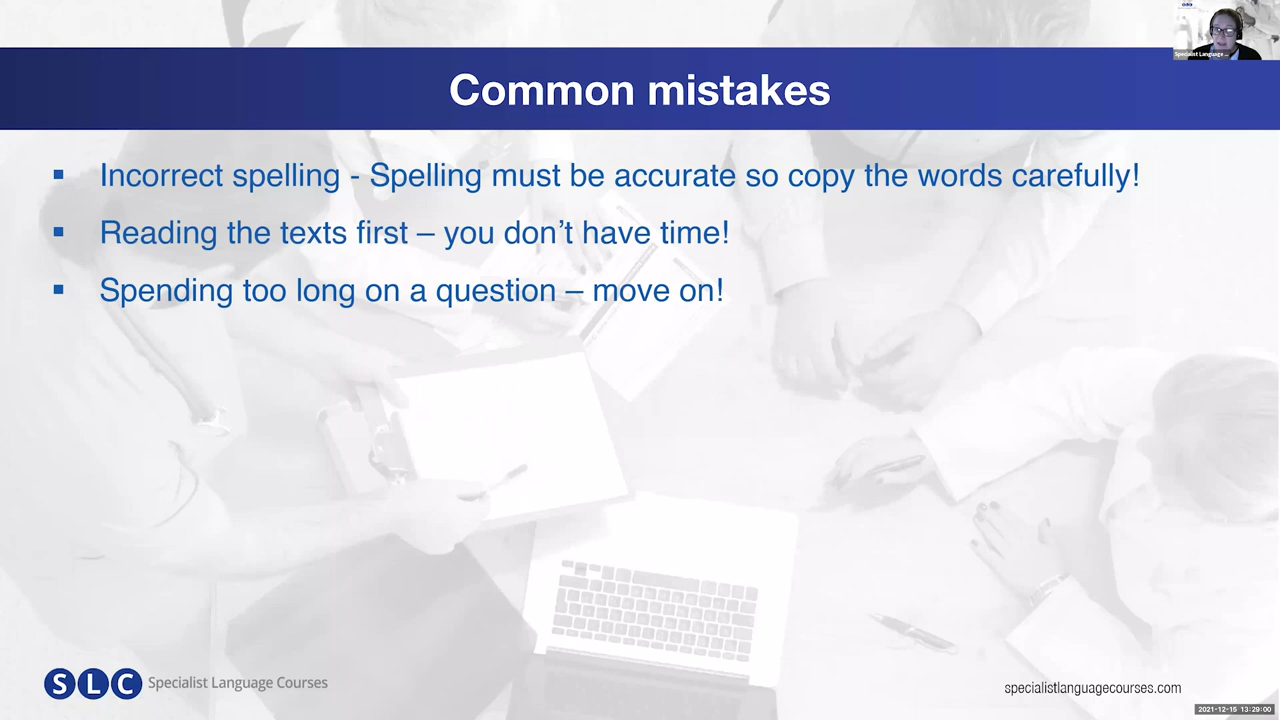 Specialist Language ...
Common mistakes
▪ Incorrect spelling - Spelling must be accurate so copy the words carefully!
▪ Reading the texts first – you don’t have time!
▪ Spending too long on a question – move on!
SLC Specialist Language Courses
specialistlanguagecourses.com
2021-12-15 13:29:00